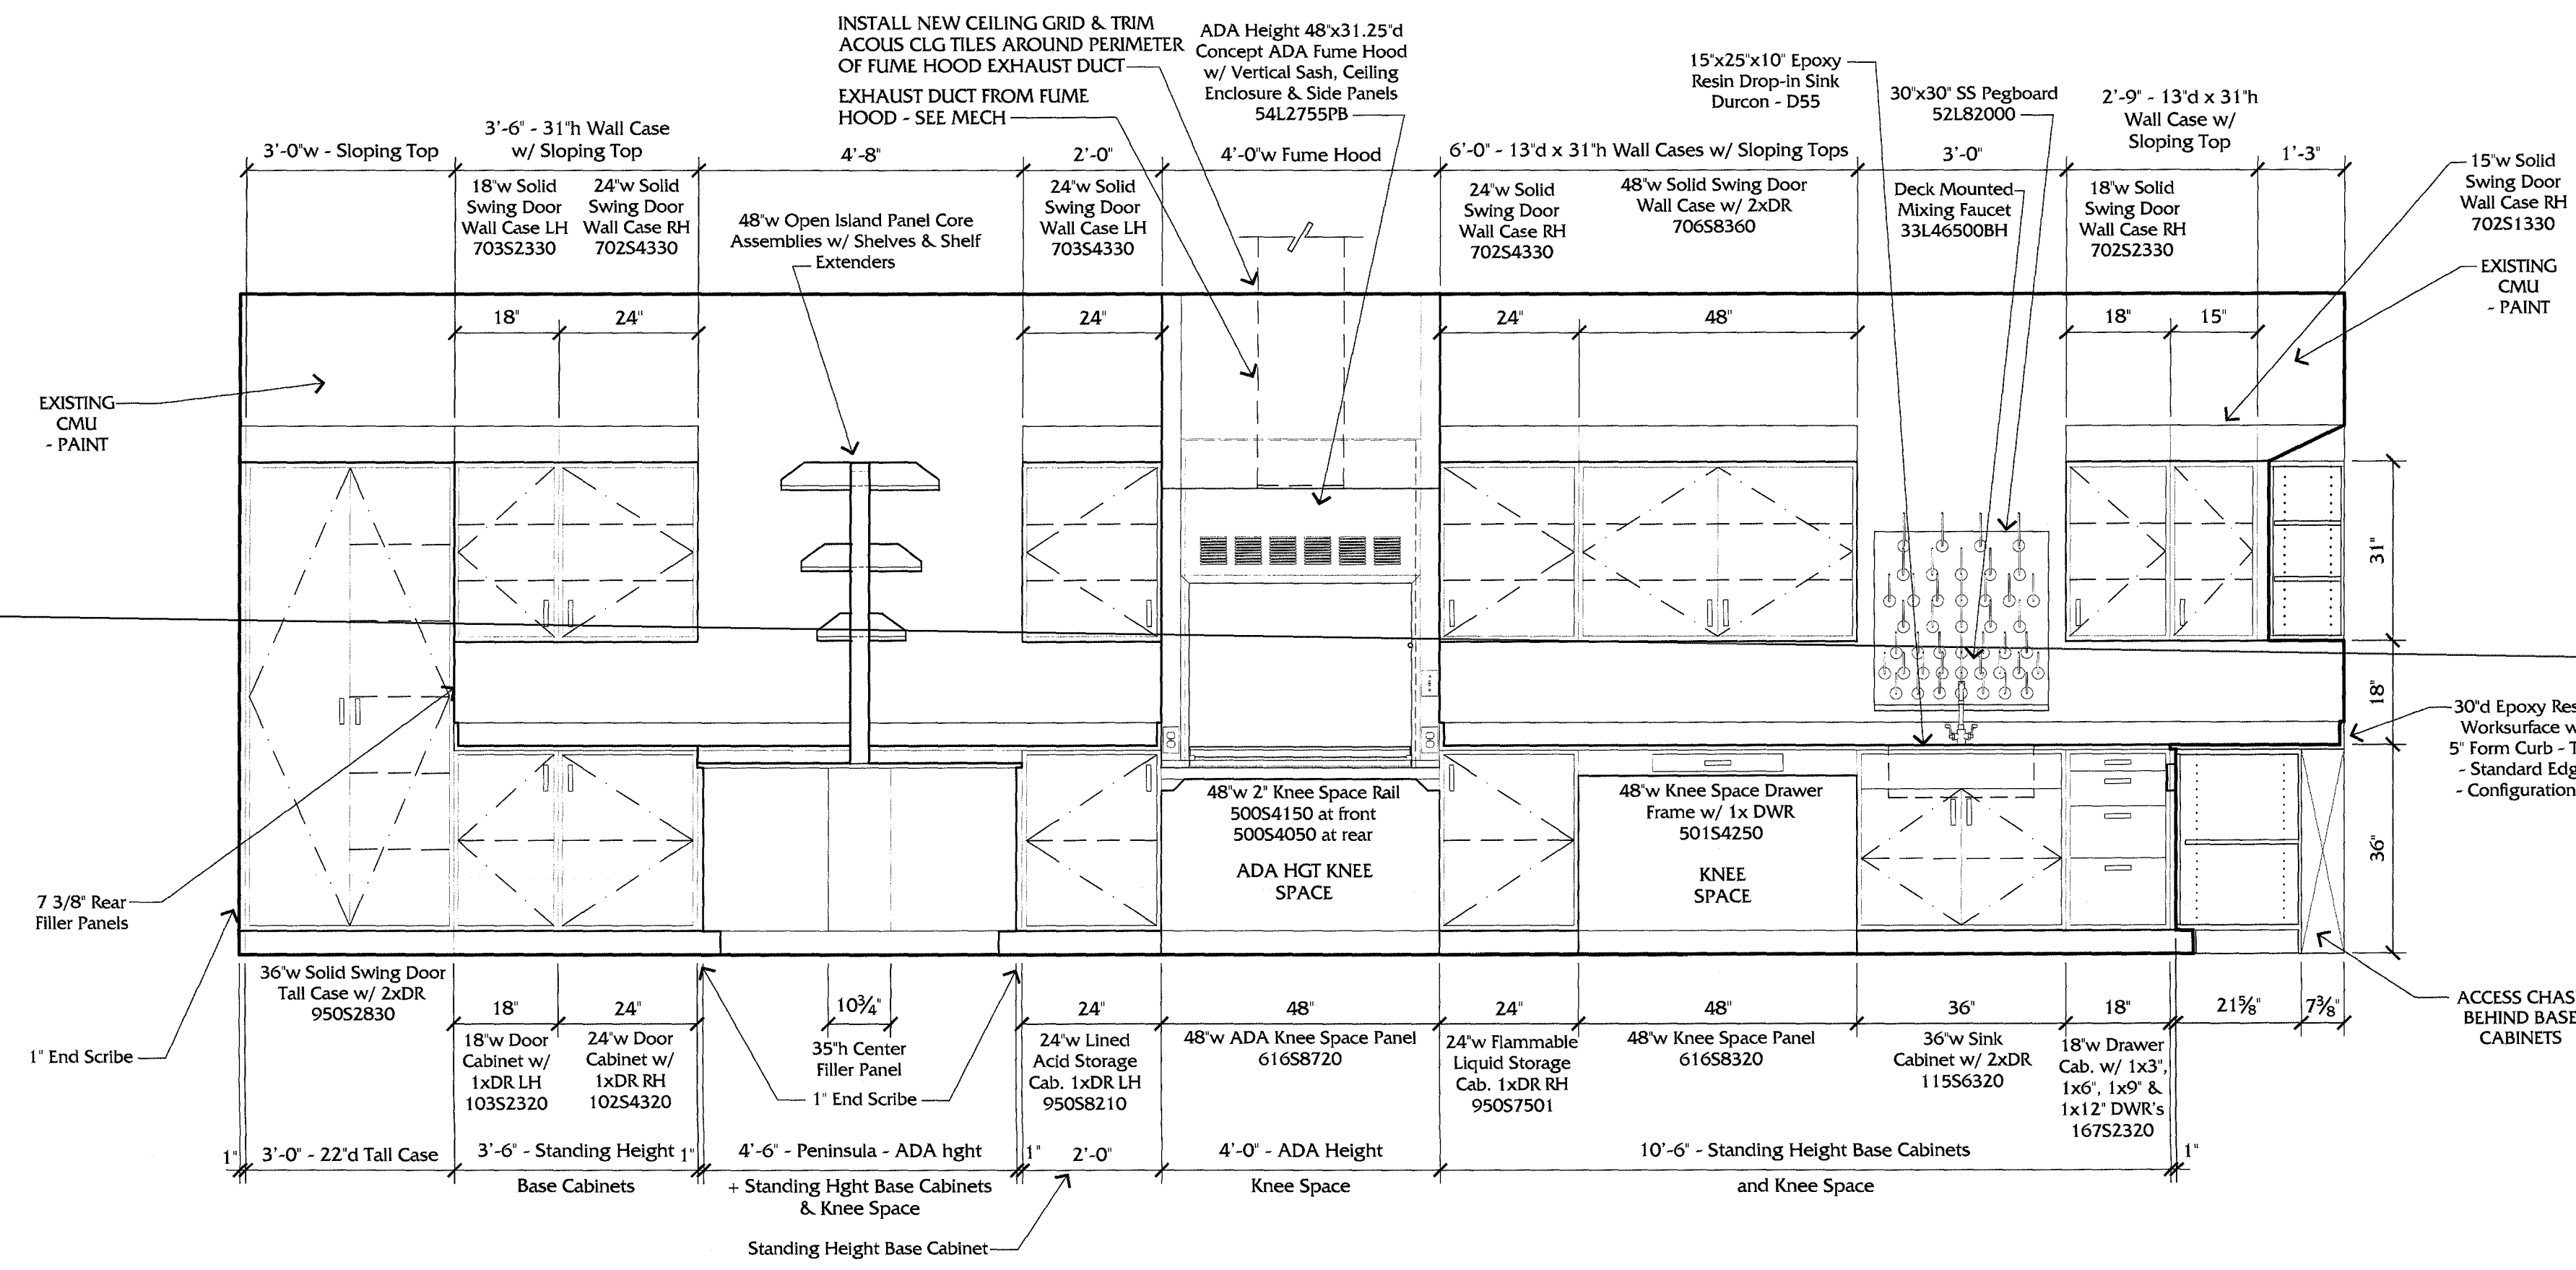 INSTALL NEW CEILING GRID & TRIM
ACOUS CLG TILES AROUND PERIMETER
OF FUME HOOD EXHAUST DUCT
EXHAUST DUCT FROM FUME
HOOD - SEE MECH
ADA Height 48"x31.25"d
Concept ADA Fume Hood
w/ Vertical Sash, Ceiling
Enclosure & Side Panels
54L2755PB
15"x25"x10" Epoxy
Resin Drop-in Sink
Durcon - D55
30"x30" SS Pegboard
52L82000
2'-9" - 13"d x 31"h
Wall Case w/
Sloping Top
3'-0"w - Sloping Top
3'-6" - 31"h Wall Case
w/ Sloping Top
4'-8"
2'-0"
4'-0"w Fume Hood
6'-0" - 13"d x 31"h Wall Cases w/ Sloping Tops
3'-0"
1'-3"
15"w Solid
Swing Door
Wall Case RH
702S1330
18"w Solid
Swing Door
Wall Case LH
703S2330
24"w Solid
Swing Door
Wall Case RH
702S4330
48"w Open Island Panel Core
Assemblies w/ Shelves & Shelf
Extenders
24"w Solid
Swing Door
Wall Case LH
703S4330
24"w Solid
Swing Door
Wall Case RH
702S4330
48"w Solid Swing Door
Wall Case w/ 2xDR
706S8360
Deck Mounted
Mixing Faucet
33L46500BH
18"w Solid
Swing Door
Wall Case RH
702S2330
EXISTING
CMU
- PAINT
18"
24"
24"
24"
48"
18"
15"
EXISTING
CMU
- PAINT
31"
18"
36"
30"d Epoxy Res
Worksurface w
5" Form Curb - T
- Standard Edg
- Configuration
48"w 2" Knee Space Rail
500S4150 at front
500S4050 at rear
ADA HGT KNEE
SPACE
48"w Knee Space Drawer
Frame w/ 1x DWR
501S4250
KNEE
SPACE
7 3/8" Rear
Filler Panels
1" End Scribe
36"w Solid Swing Door
Tall Case w/ 2xDR
950S2830
18"
24"
10¾"
24"
48"
24"
48"
36"
18"
21⅝"
7⅜"
18"w Door
Cabinet w/
1xDR LH
103S2320
24"w Door
Cabinet w/
1xDR RH
102S4320
35"h Center
Filler Panel
1" End Scribe
24"w Lined
Acid Storage
Cab. 1xDR LH
950S8210
48"w ADA Knee Space Panel
616S8720
24"w Flammable
Liquid Storage
Cab. 1xDR RH
950S7501
48"w Knee Space Panel
616S8320
36"w Sink
Cabinet w/ 2xDR
115S6320
18"w Drawer
Cab. w/ 1x3",
1x6", 1x9" &
1x12" DWR's
167S2320
ACCESS CHAS
BEHIND BASE
CABINETS
1"
3'-0" - 22"d Tall Case
3'-6" - Standing Height
Base Cabinets
1"
4'-6" - Peninsula - ADA hght
+ Standing Hght Base Cabinets
& Knee Space
1"
2'-0"
4'-0" - ADA Height
Knee Space
10'-6" - Standing Height Base Cabinets
and Knee Space
1"
Standing Height Base Cabinet